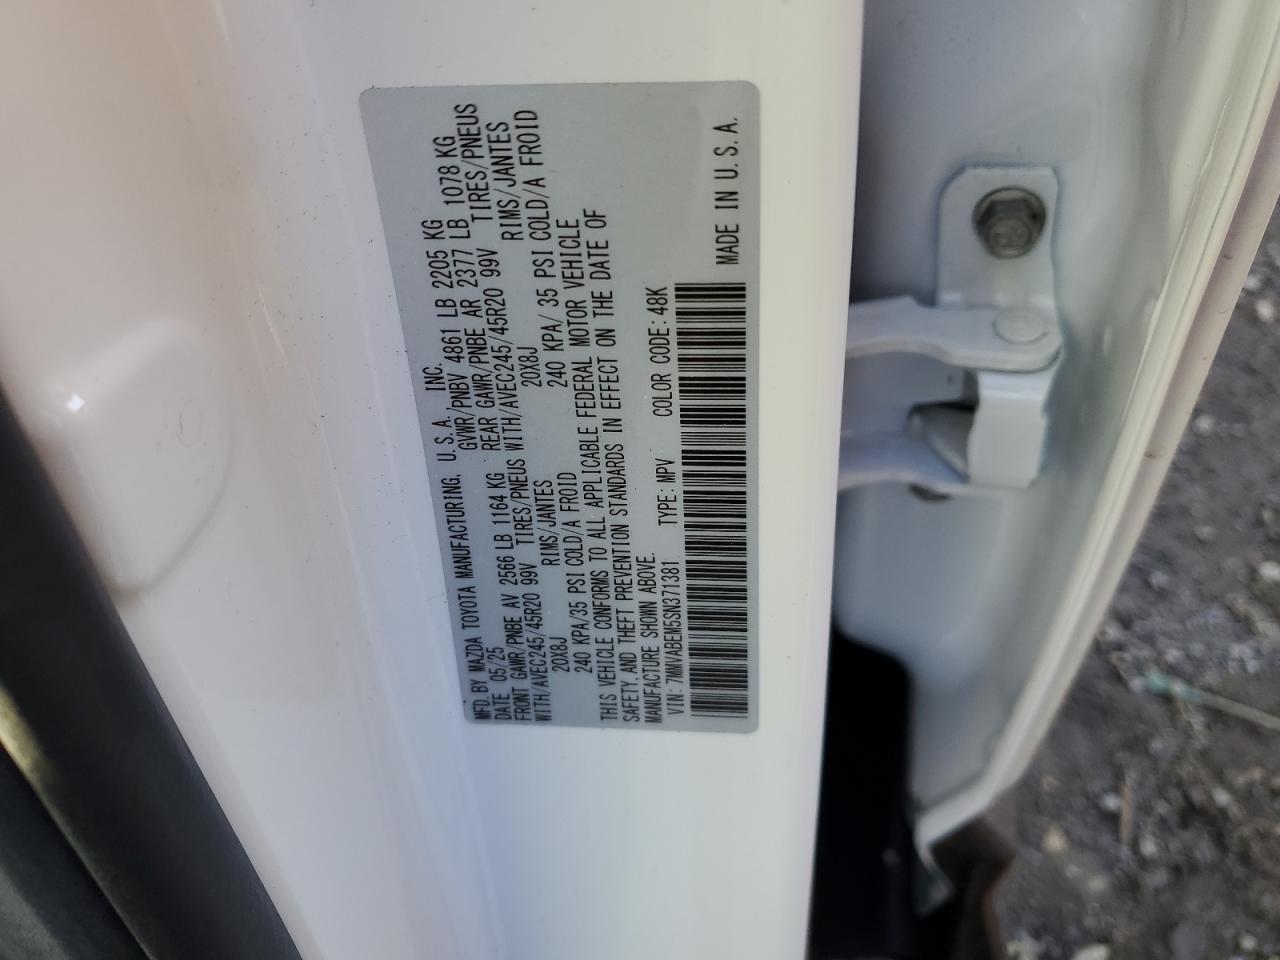 MFD. BY MAZDA TOYOTA MANUFACTURING, U. S. A., INC.
DATE 05/25 GVWR/PNBV 4861 LB 2205 KG
FRONT GAWR/PNBE AV 2566 LB 1164 KG REAR GAWR/PNBE AR 2377 LB 1078 KG
WITH/AVEC245/45R20 99V TIRES/PNEUS WITH/AVEC245/45R20 99V TIRES/PNEUS
20X8J RIMS/JANTES 20X8J RIMS/JANTES
240 KPA/35 PSI COLD/A FROID 240 KPA/ 35 PSI COLD/A FROID
THIS VEHICLE CONFORMS TO ALL APPLICABLE FEDERAL MOTOR VEHICLE
SAFETY, AND THEFT PREVENTION STANDARDS IN EFFECT ON THE DATE OF
MANUFACTURE SHOWN ABOVE.
VIN: 7MMVABEM5SN371381 TYPE: MPV COLOR CODE: 48K
MADE IN U. S. A.